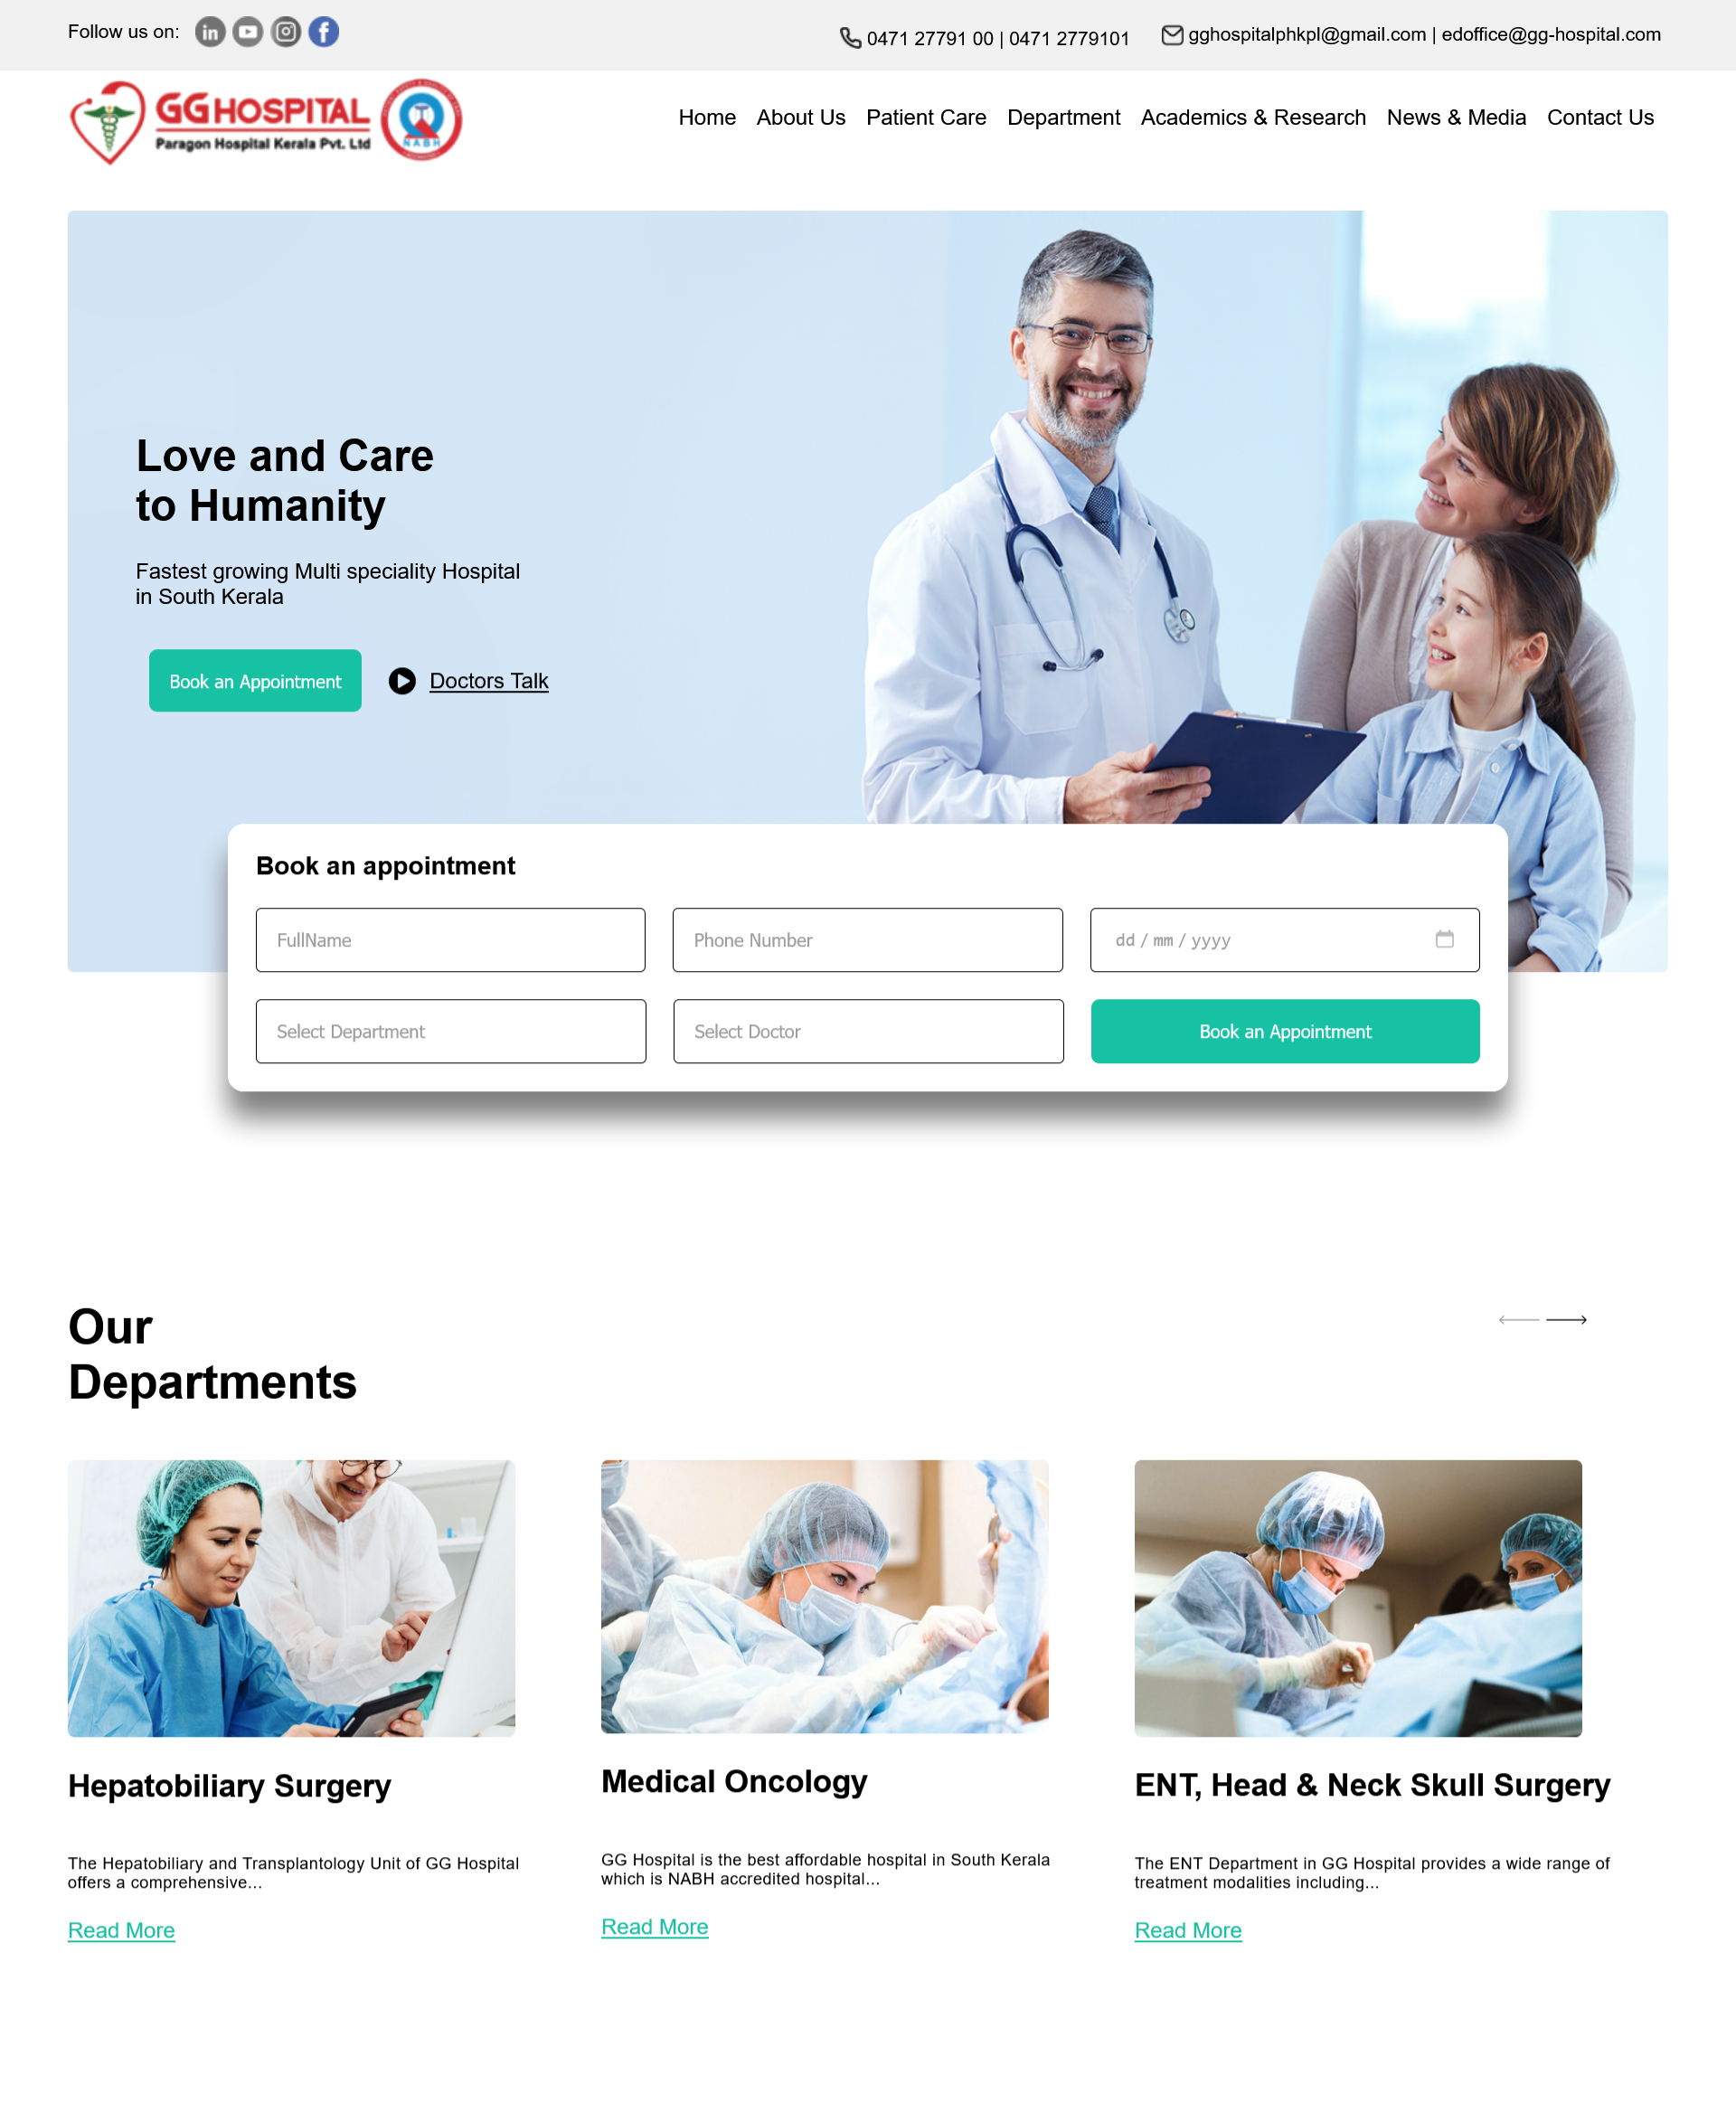 Follow us on:
0471 27791 00 | 0471 2779101
gghospitalphkpl@gmail.com | edoffice@gg-hospital.com
GG HOSPITAL
Paragon Hospital Kerala Pvt. Ltd
NABH
Home About Us Patient Care Department Academics & Research News & Media Contact Us
Love and Care
to Humanity
Fastest growing Multi speciality Hospital
in South Kerala
Book an Appointment
Doctors Talk
Book an appointment
FullName
Phone Number
dd / mm / yyyy
Select Department
Select Doctor
Book an Appointment
Our
Departments
Hepatobiliary Surgery
The Hepatobiliary and Transplantology Unit of GG Hospital
offers a comprehensive...
Read More
Medical Oncology
GG Hospital is the best affordable hospital in South Kerala
which is NABH accredited hospital...
Read More
ENT, Head & Neck Skull Surgery
The ENT Department in GG Hospital provides a wide range of
treatment modalities including...
Read More